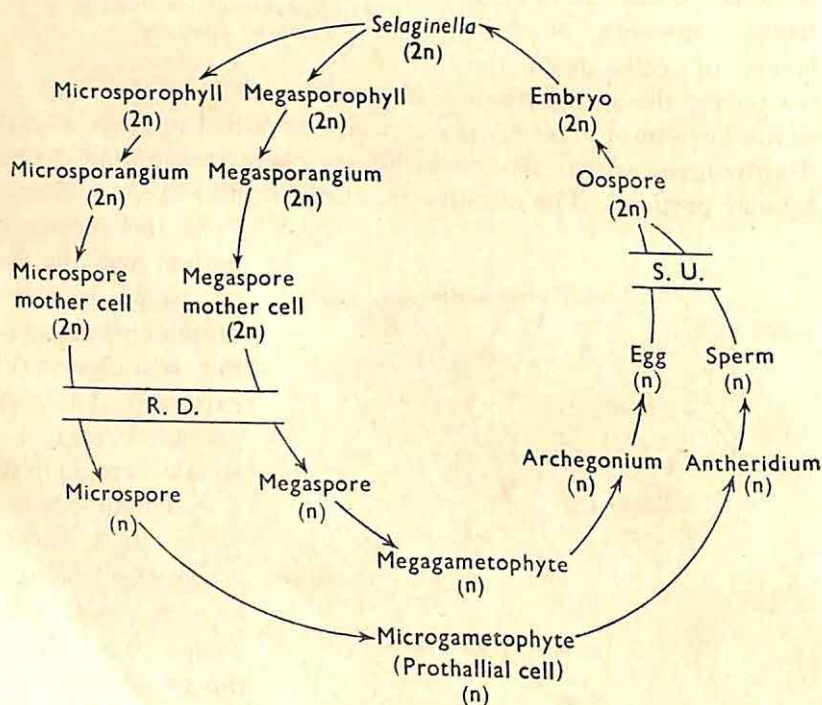 Selaginella
(2n)
Microsporophyll
(2n)
Megasporophyll
(2n)
Embryo
(2n)
Microsporangium
(2n)
Megasporangium
(2n)
Oospore
(2n)
Microspore
mother cell
(2n)
Megaspore
mother cell
(2n)
S. U.
Egg
(n)
Sperm
(n)
R. D.
Archegonium
(n)
Antheridium
(n)
Microspore
(n)
Megaspore
(n)
Megagametophyte
(n)
Microgametophyte
(Prothallial cell)
(n)